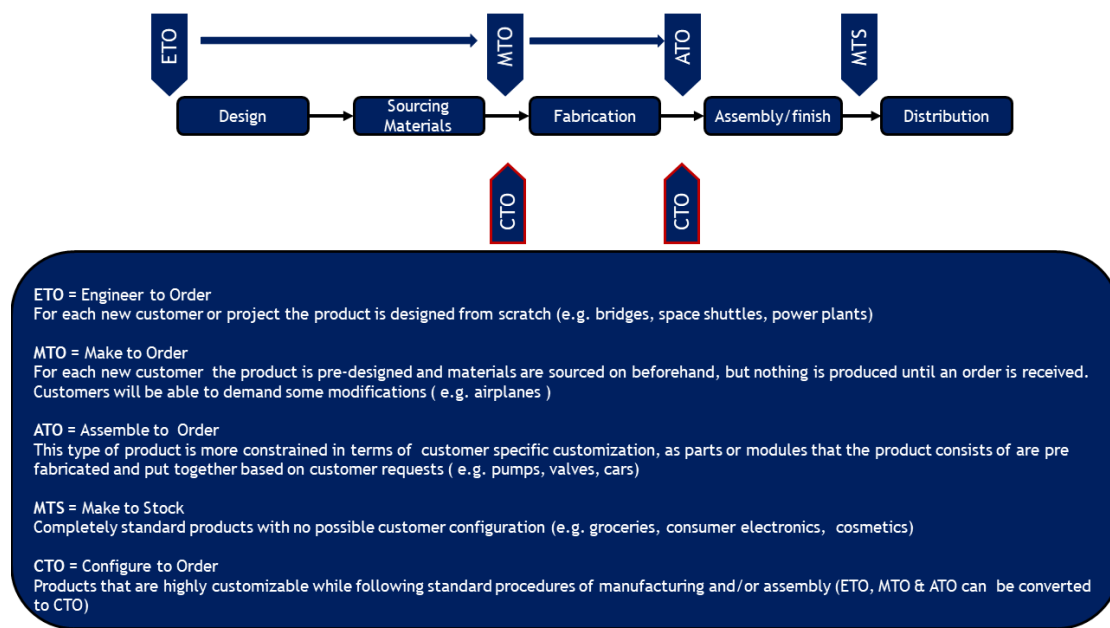 ETO
MTO
ATO
MTS
Design
Sourcing
Materials
Fabrication
Assembly/finish
Distribution
CTO
CTO
ETO = Engineer to Order
For each new customer or project the product is designed from scratch (e.g. bridges, space shuttles, power plants)
MTO = Make to Order
For each new customer the product is pre-designed and materials are sourced on beforehand, but nothing is produced until an order is received.
Customers will be able to demand some modifications ( e.g. airplanes )
ATO = Assemble to Order
This type of product is more constrained in terms of customer specific customization, as parts or modules that the product consists of are pre
fabricated and put together based on customer requests ( e.g. pumps, valves, cars)
MTS = Make to Stock
Completely standard products with no possible customer configuration (e.g. groceries, consumer electronics, cosmetics)
CTO = Configure to Order
Products that are highly customizable while following standard procedures of manufacturing and/or assembly (ETO, MTO & ATO can be converted
to CTO)